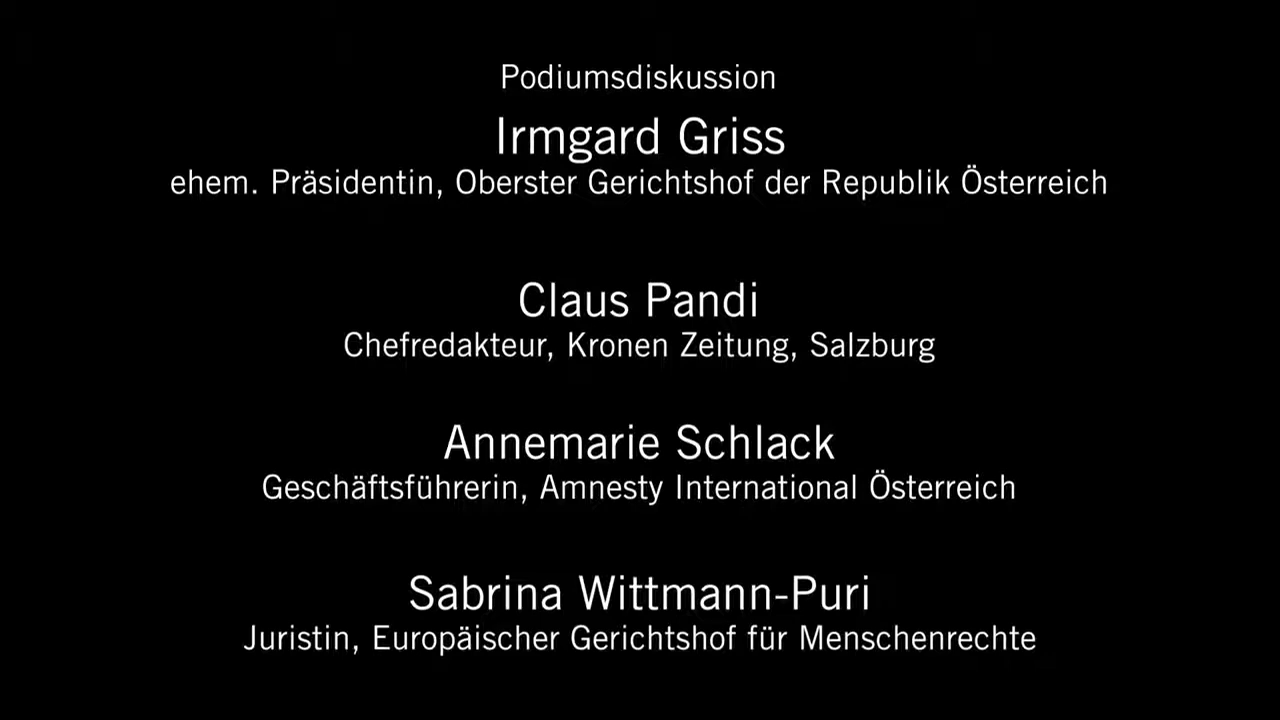 Podiumsdiskussion
Irmgard Griss
ehem. Präsidentin, Oberster Gerichtshof der Republik Österreich
Claus Pandi
Chefredakteur, Kronen Zeitung, Salzburg
Annemarie Schlack
Geschäftsführerin, Amnesty International Österreich
Sabrina Wittmann-Puri
Juristin, Europäischer Gerichtshof für Menschenrechte